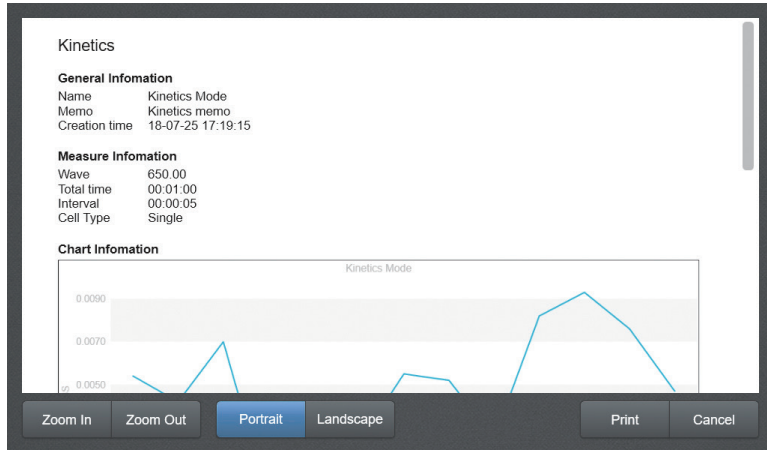 Kinetics
General Infomation
Name Kinetics Mode
Memo Kinetics memo
Creation time 18-07-25 17:19:15
Measure Infomation
Wave 650.00
Total time 00:01:00
Interval 00:00:05
Cell Type Single
Chart Infomation
Kinetics Mode
0.0090
0.0070
0.0050
Zoom In Zoom Out Portrait Landscape Print Cancel